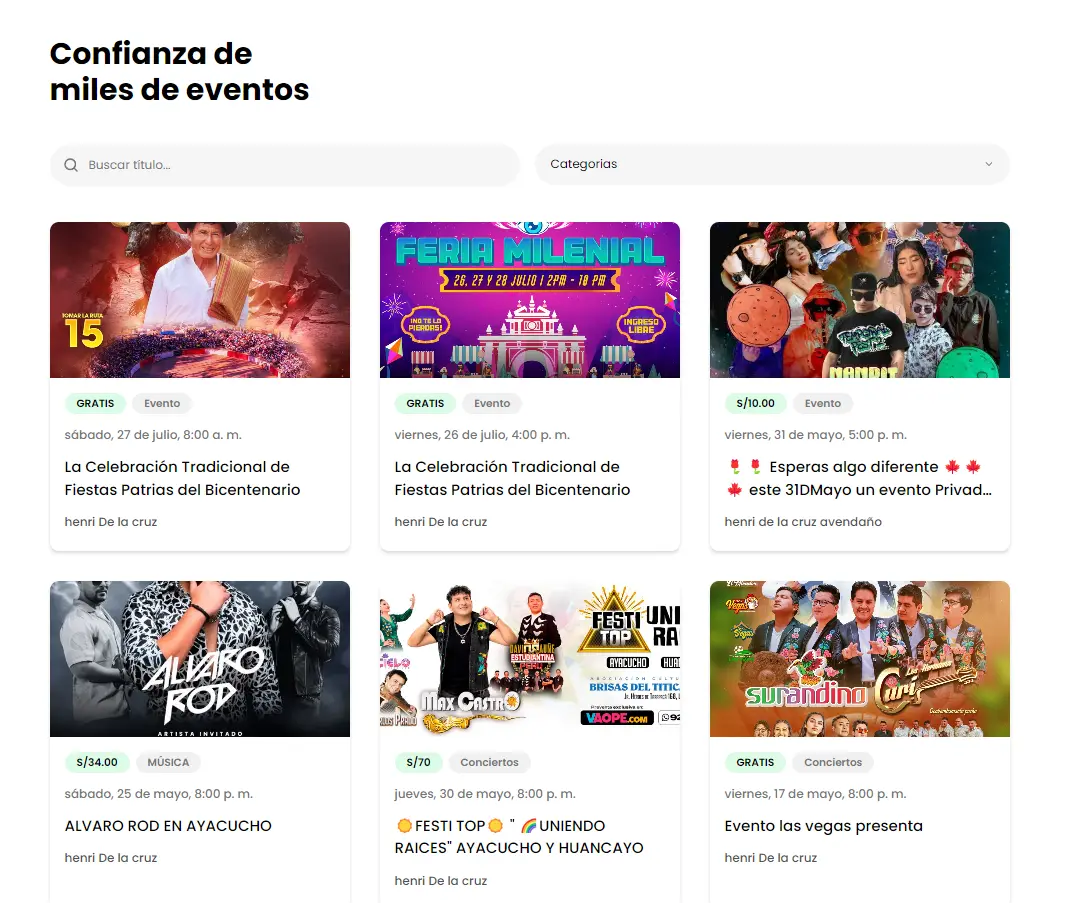 Confianza de
miles de eventos
Buscar título...
Categorias
TOMAR LA RUTA
15
FERIA MILENIAL
26, 27 Y 28 JULIO | 2PM - 10 PM
¡NO TE LO
PIERDAS!
INGRESO
LIBRE
GRATIS Evento
sábado, 27 de julio, 8:00 a. m.
La Celebración Tradicional de
Fiestas Patrias del Bicentenario
henri De la cruz
GRATIS Evento
viernes, 26 de julio, 4:00 p. m.
La Celebración Tradicional de
Fiestas Patrias del Bicentenario
henri De la cruz
S/10.00 Evento
viernes, 31 de mayo, 5:00 p. m.
🌷🌷 Esperas algo diferente 🍁🍁
🍁 este 31DMayo un evento Privad...
henri de la cruz avendaño
ALVARO
ROD
ARTISTA INVITADO
S/34.00 MÚSICA
sábado, 25 de mayo, 8:00 p. m.
ALVARO ROD EN AYACUCHO
henri De la cruz
ESTUDIANTINA
MAX CASTRO
FESTI
TOP
UNI
RA
AYACUCHO
HUA
BRISAS DEL TITIC
VAOPE.COM
S/70 Conciertos
jueves, 30 de mayo, 8:00 p. m.
🌞FESTI TOP🌞 " 🌈UNIENDO
RAICES" AYACUCHO Y HUANCAYO
henri De la cruz
Vegas
surandino
Los Hermanos
Curi
GRATIS Conciertos
viernes, 17 de mayo, 8:00 p. m.
Evento las vegas presenta
henri De la cruz